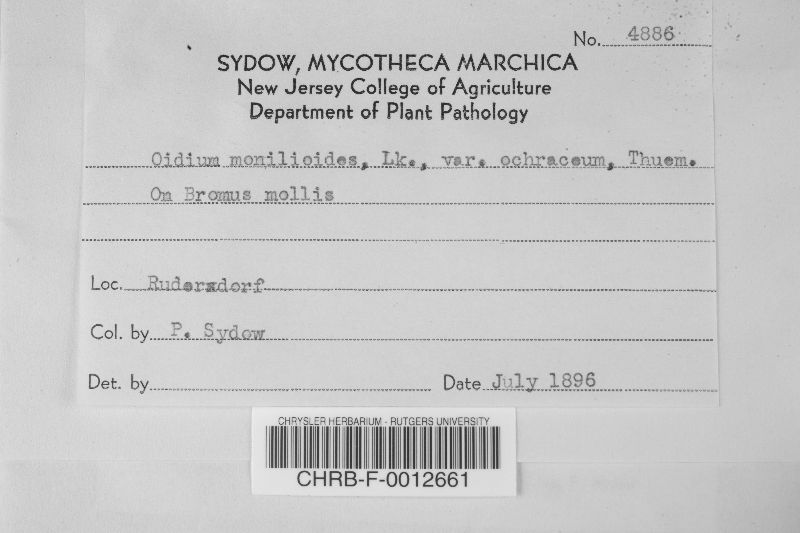 No. 4886
SYDOW, MYCOTHECA MARCHICA
New Jersey College of Agriculture
Department of Plant Pathology
Oidium monilioides, Lk., var. ochraceum, Thuem.
On Bromus mollis
Loc. Rudersdorf
Col. by P. Sydow
Det. by
Date July 1896
CHRYSLER HERBARIUM - RUTGERS UNIVERSITY
CHRB-F-0012661